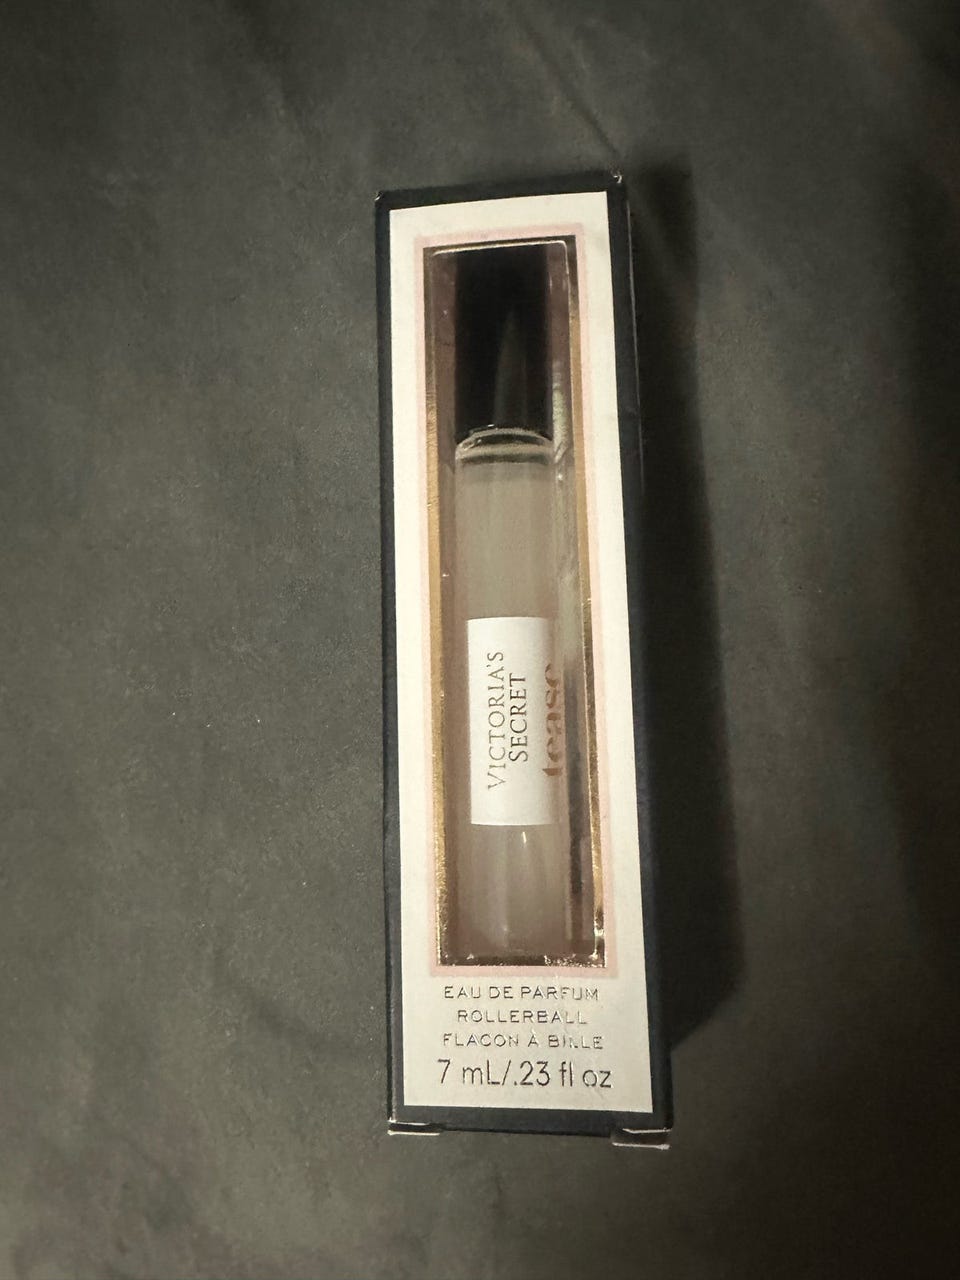 VICTORIA'S
SECRET
tease
EAU DE PARFUM
ROLLERBALL
FLACON À BILLE
7 mL/.23 fl oz